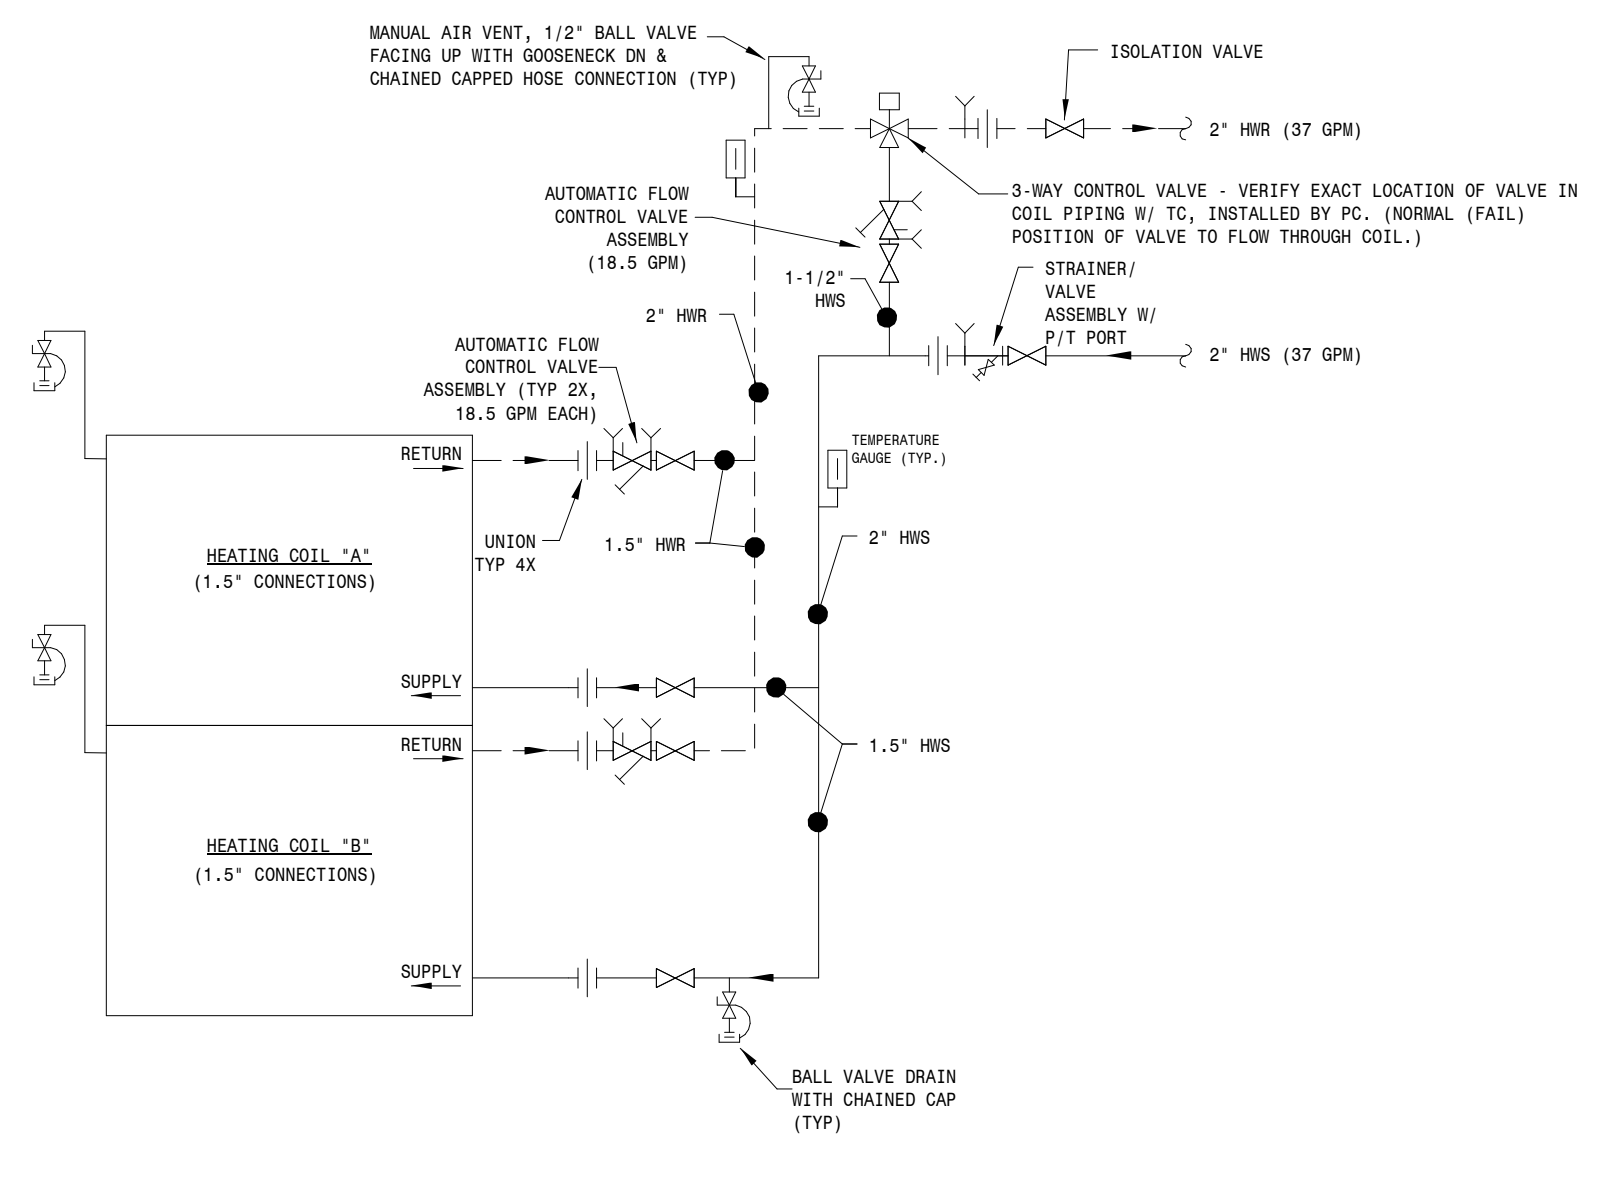 MANUAL AIR VENT, 1/2" BALL VALVE
FACING UP WITH GOOSENECK DN &
CHAINED CAPPED HOSE CONNECTION (TYP)
ISOLATION VALVE
2" HWR (37 GPM)
AUTOMATIC FLOW
CONTROL VALVE
ASSEMBLY
(18.5 GPM)
3-WAY CONTROL VALVE - VERIFY EXACT LOCATION OF VALVE IN
COIL PIPING W/ TC, INSTALLED BY PC. (NORMAL (FAIL)
POSITION OF VALVE TO FLOW THROUGH COIL.)
1-1/2"
HWS
STRAINER/
VALVE
ASSEMBLY W/
P/T PORT
2" HWR
2" HWS (37 GPM)
AUTOMATIC FLOW
CONTROL VALVE
ASSEMBLY (TYP 2X,
18.5 GPM EACH)
RETURN
TEMPERATURE
GAUGE (TYP.)
HEATING COIL "A"
(1.5" CONNECTIONS)
UNION
TYP 4X
1.5" HWR
2" HWS
SUPPLY
RETURN
1.5" HWS
HEATING COIL "B"
(1.5" CONNECTIONS)
SUPPLY
BALL VALVE DRAIN
WITH CHAINED CAP
(TYP)